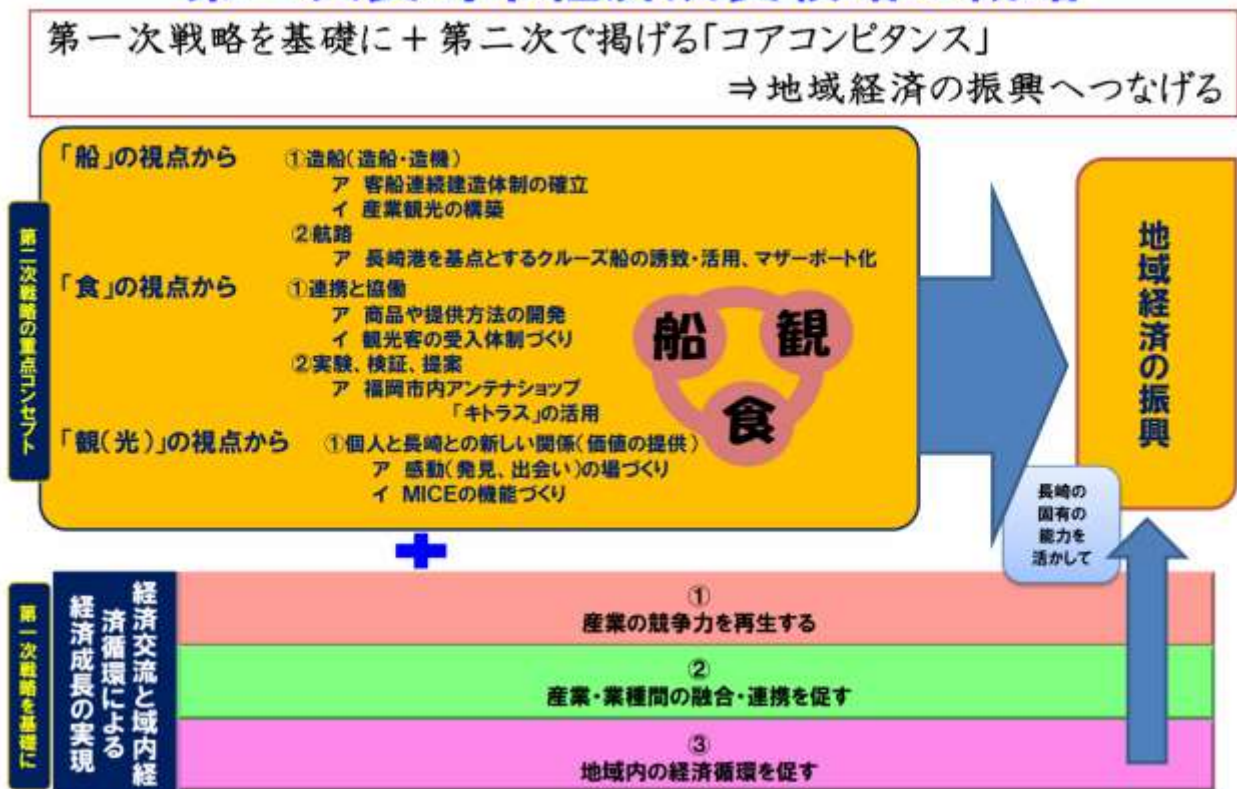 第一次戦略を基礎に+第二次で掲げる「コアコンピタンス」
⇒地域経済の振興へつなげる
第二次戦略の重点コンセプト
「船」の視点から ①造船(造船・造機)
ア 客船連続建造体制の確立
イ 産業観光の構築
②航路
ア 長崎港を基点とするクルーズ船の誘致・活用、マザーポート化
「食」の視点から ①連携と協働
ア 商品や提供方法の開発
イ 観光客の受入体制づくり
②実験、検証、提案
ア 福岡市内アンテナショップ
「キトラス」の活用
「観(光)」の視点から ①個人と長崎との新しい関係(価値の提供)
ア 感動(発見、出会い)の場づくり
イ MICEの機能づくり
船 観
食
地域経済の振興
長崎の
固有の
能力を
活かして
第一次戦略を基礎に
経済交流と域内経
済循環による
経済成長の実現
①
産業の競争力を再生する
②
産業・業種間の融合・連携を促す
③
地域内の経済循環を促す